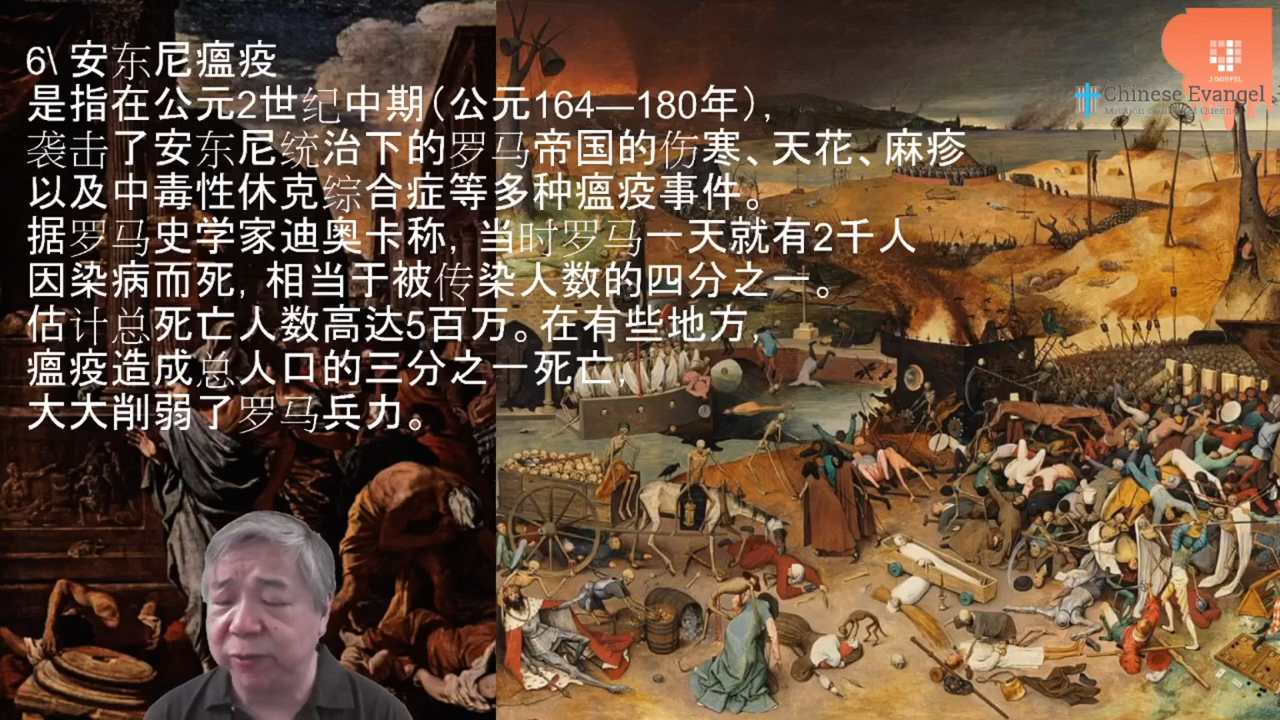 6\ 安东尼瘟疫
是指在公元2世纪中期(公元164—180年),
袭击了安东尼统治下的罗马帝国的伤寒、天花、麻疹
以及中毒性休克综合症等多种瘟疫事件。
据罗马史学家迪奥卡称, 当时罗马一天就有2千人
因染病而死, 相当于被传染人数的四分之一。
估计总死亡人数高达5百万。在有些地方,
瘟疫造成总人口的三分之一死亡,
大大削弱了罗马兵力。
J GOSPEL
Chinese Evangel